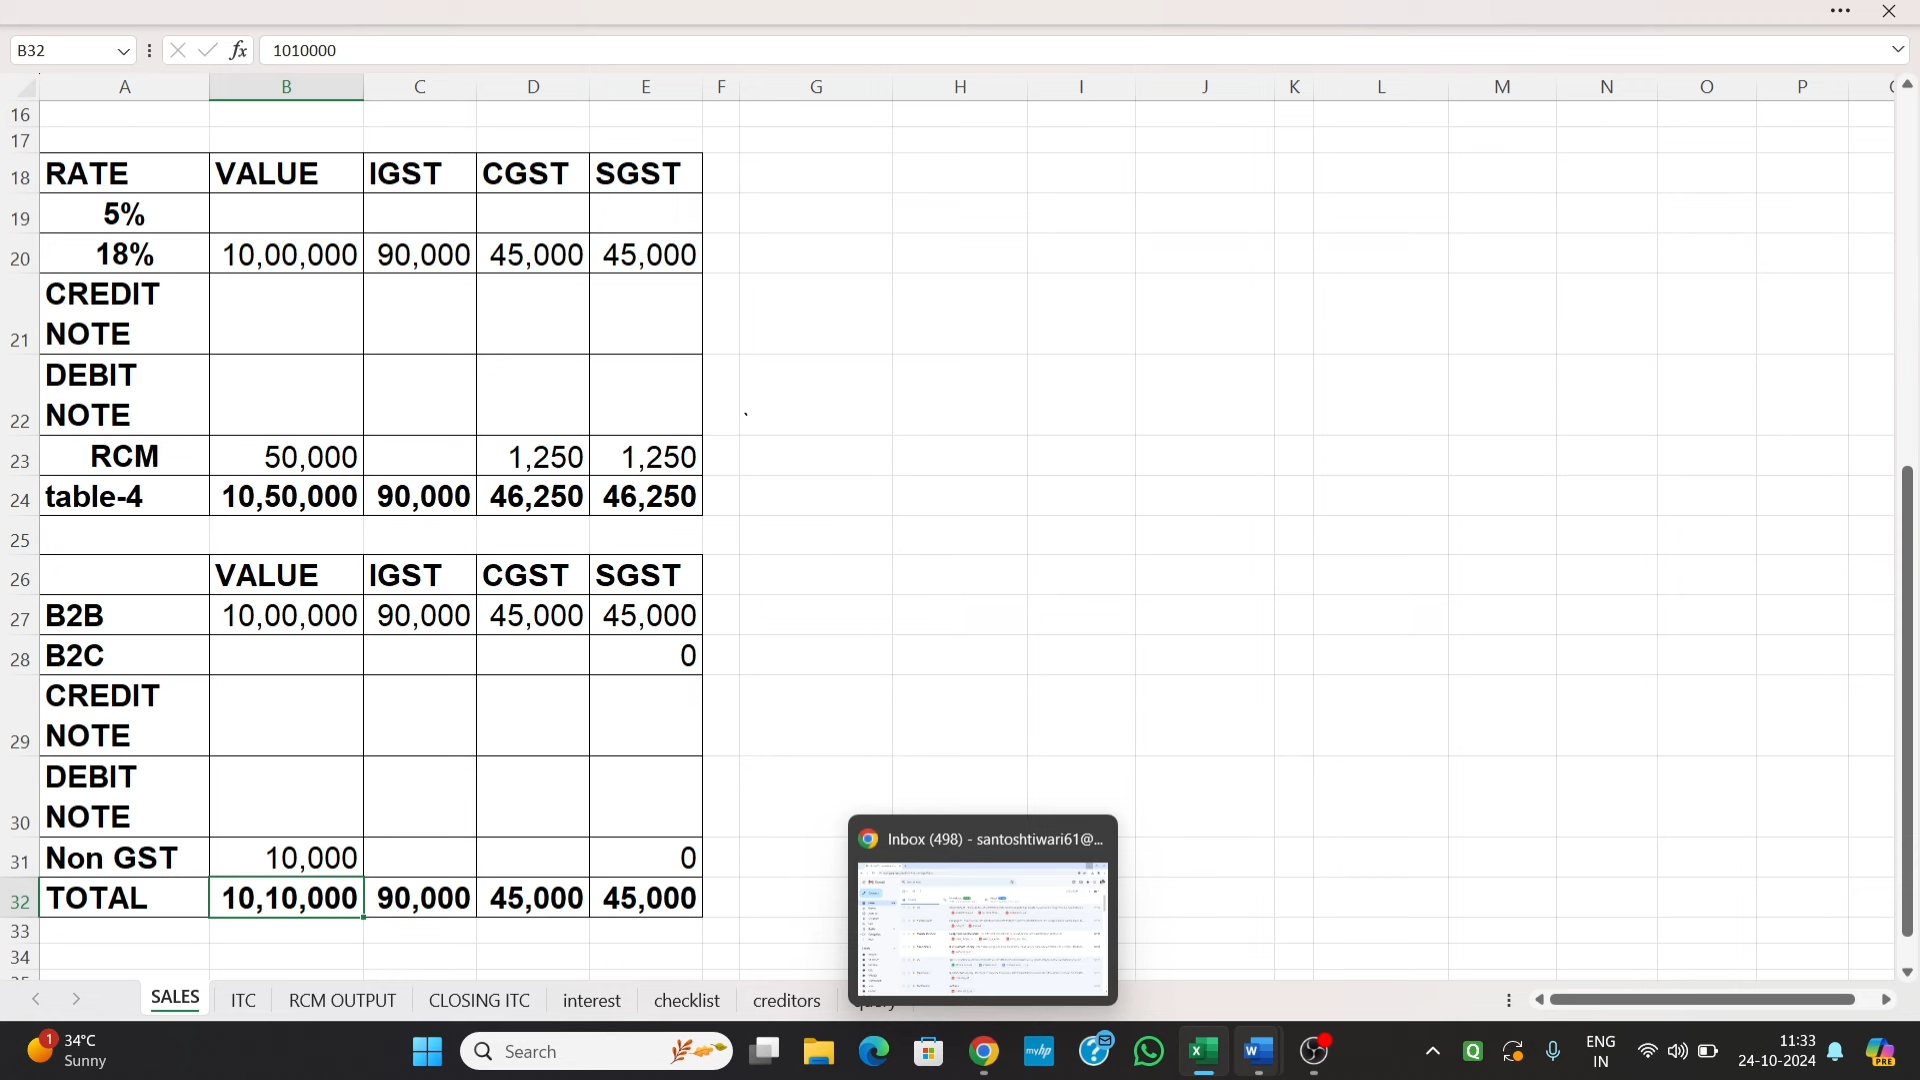 B32
fx
1010000
A B C D E F G H I J K L M N O P
16
17
18 RATE VALUE IGST CGST SGST
19 5%
20 18% 10,00,000 90,000 45,000 45,000
CREDIT
21 NOTE
DEBIT
22 NOTE
23 RCM 50,000 1,250 1,250
24 table-4 10,50,000 90,000 46,250 46,250
25
26 VALUE IGST CGST SGST
27 B2B 10,00,000 90,000 45,000 45,000
28 B2C 0
CREDIT
29 NOTE
DEBIT
30 NOTE
31 Non GST 10,000 0
32 TOTAL 10,10,000 90,000 45,000 45,000
33
34
Inbox (498) - santoshtiwari61@...
SALES ITC RCM OUTPUT CLOSING ITC interest checklist creditors query
1
34°C
Sunny
Search
myhp
ENG
IN
11:33
24-10-2024
PRE